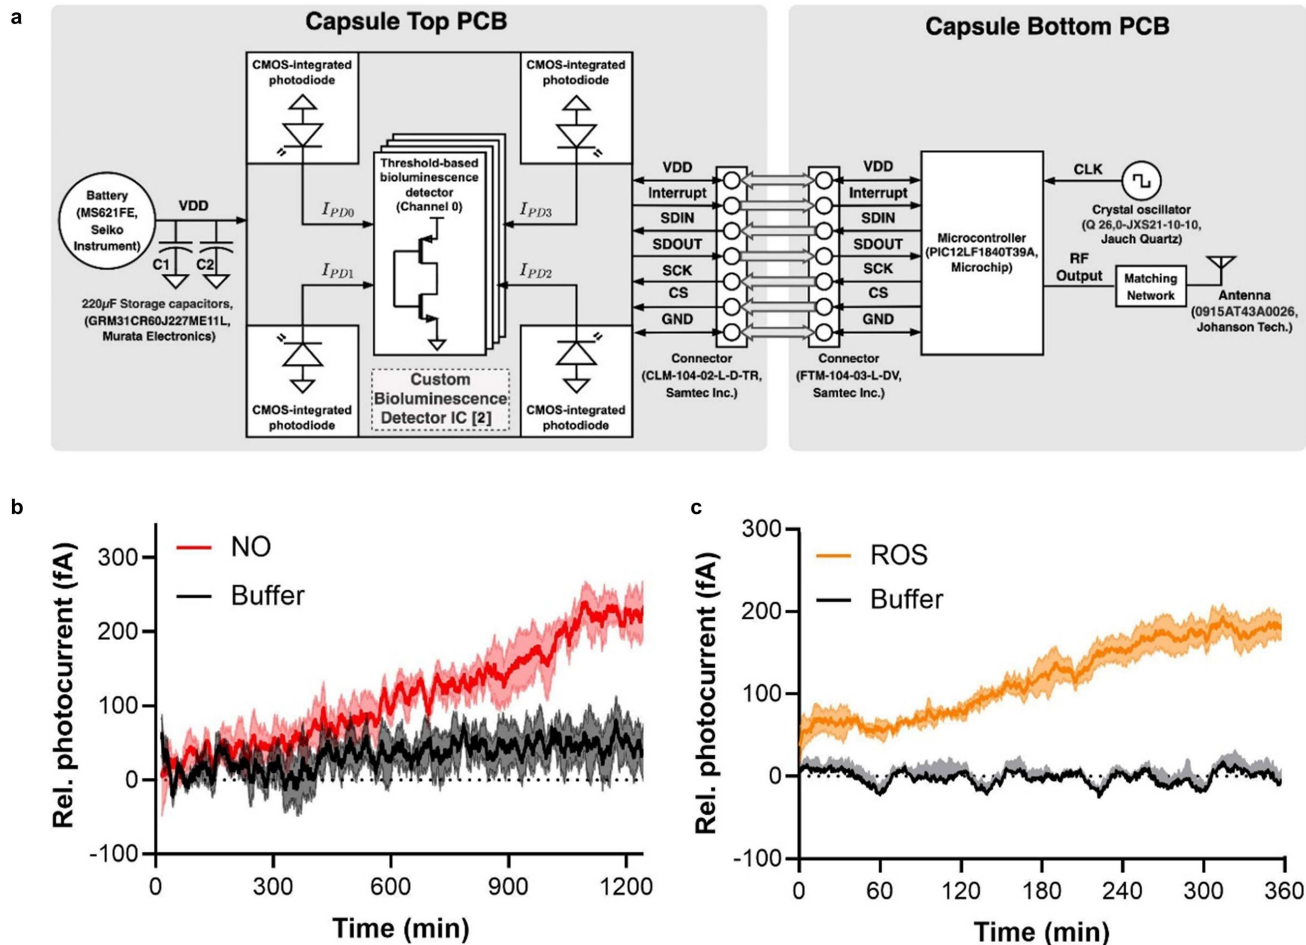 a
Capsule Top PCB
Capsule Bottom PCB
CMOS-integrated
photodiode
CMOS-integrated
photodiode
Battery
(MS621FE,
Seiko
Instrument)
VDD
C1
C2
220µF Storage capacitors,
(GRM31CR60J227ME11L,
Murata Electronics)
Threshold-based
bioluminescence
detector
(Channel 0)
I_PD0
I_PD3
I_PD1
I_PD2
CMOS-integrated
photodiode
Custom
Bioluminescence
Detector IC [2]
CMOS-integrated
photodiode
VDD
Interrupt
SDIN
SDOUT
SCK
CS
GND
Connector
(CLM-104-02-L-D-TR,
Samtec Inc.)
VDD
Interrupt
SDIN
SDOUT
SCK
CS
GND
Connector
(FTM-104-03-L-DV,
Samtec Inc.)
Microcontroller
(PIC12LF1840T39A,
Microchip)
CLK
Crystal oscillator
(Q 26,0-JXS21-10-10,
Jauch Quartz)
RF
Output
Matching
Network
Antenna
(0915AT43A0026,
Johanson Tech.)
b
Rel. photocurrent (fA)
300
200
100
0
-100
NO
Buffer
0 300 600 900 1200
Time (min)
c
Rel. photocurrent (fA)
300
200
100
0
-100
ROS
Buffer
0 60 120 180 240 300 360
Time (min)